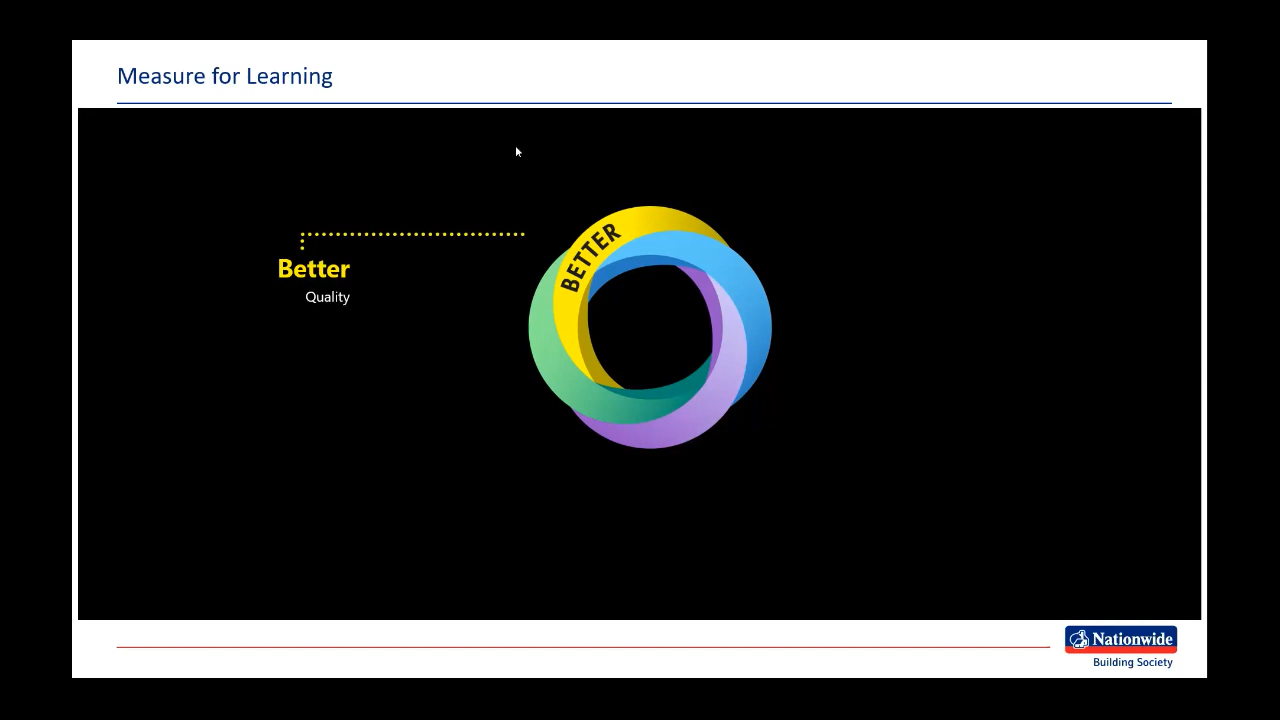 Measure for Learning
BETTER
Better
Quality
Nationwide
Building Society